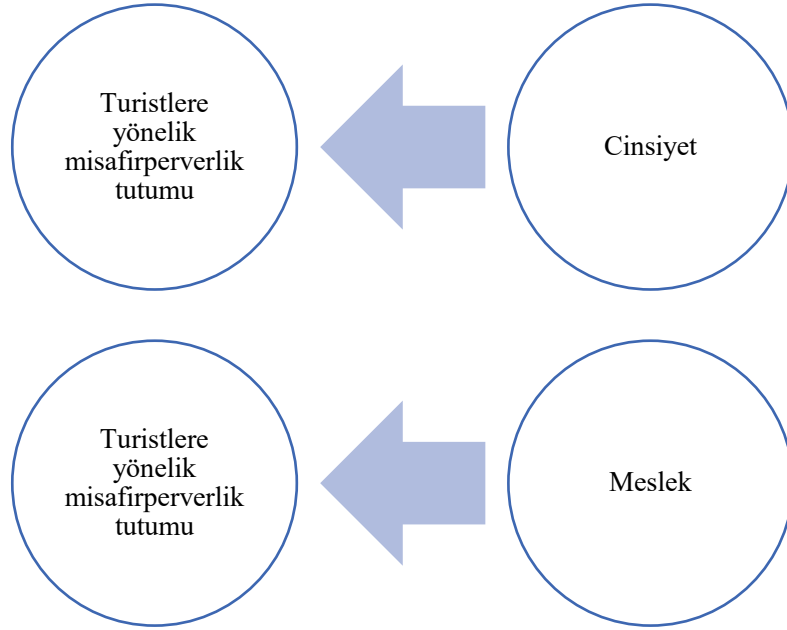 Turistlere
yönelik
misafirperverlik
tutumu
Cinsiyet
Turistlere
yönelik
misafirperverlik
tutumu
Meslek